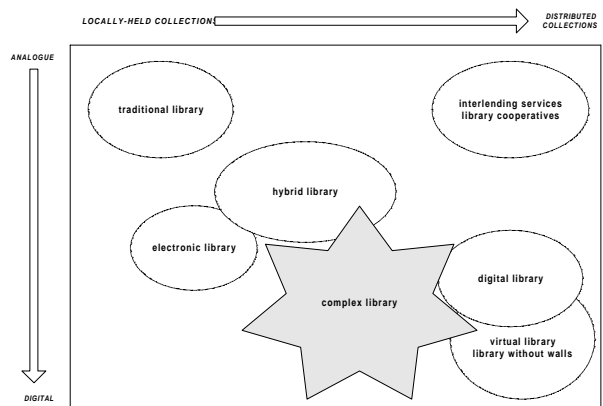 LOCALLY-HELD COLLECTIONS
DISTRIBUTED
COLLECTIONS
ANALOGUE
traditional library
interlending services
library cooperatives
hybrid library
electronic library
digital library
complex library
virtual library
library without walls
DIGITAL